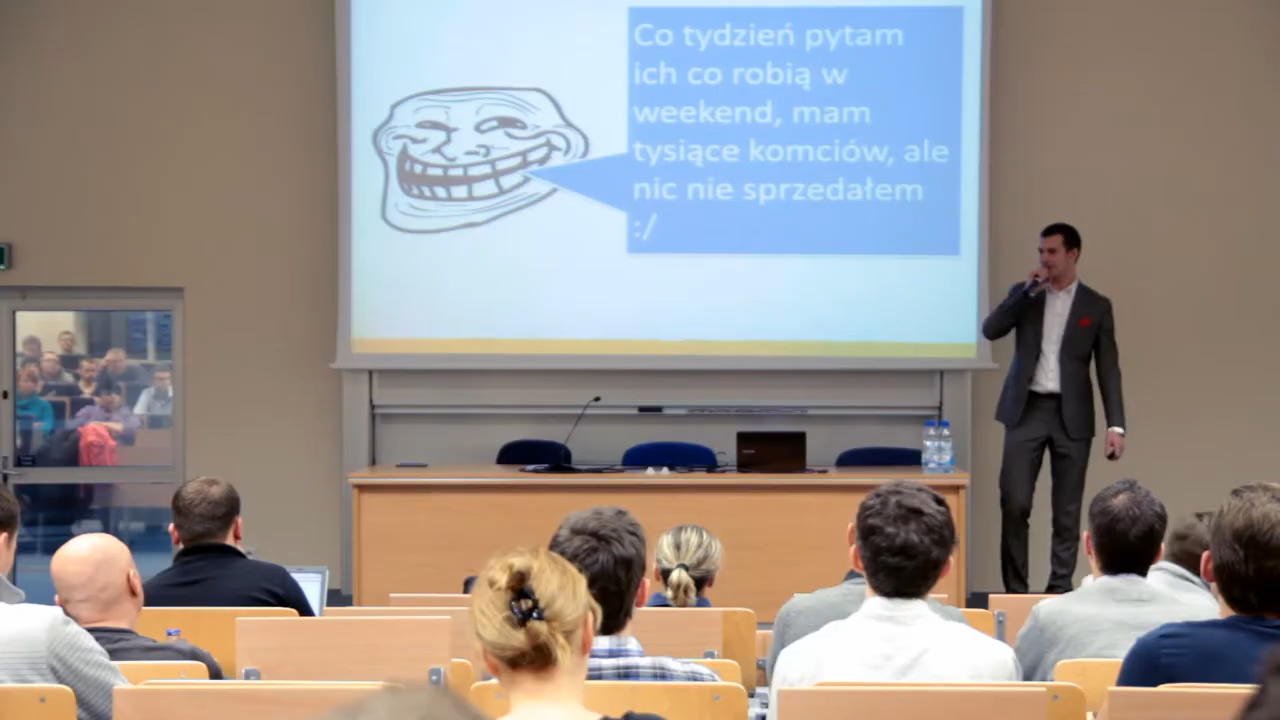 Co tydzień pytam
ich co robią w
weekend, mam
tysiące komciów, ale
nic nie sprzedałem
:/